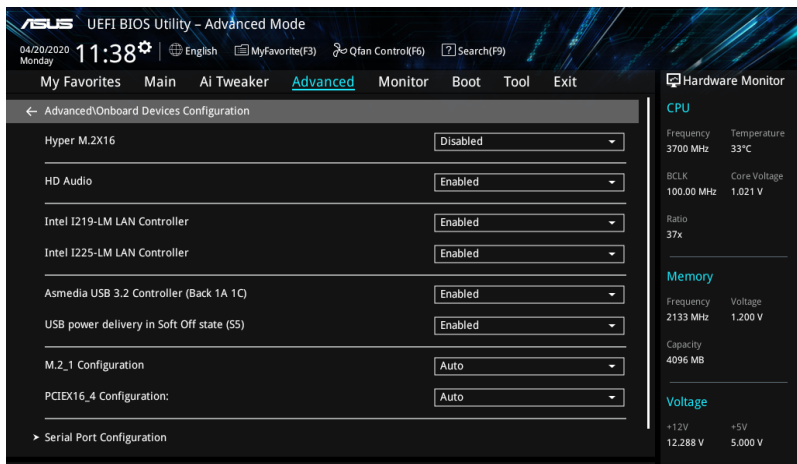 ASUS UEFI BIOS Utility – Advanced Mode
04/20/2020 Monday 11:38 English MyFavorite(F3) Qfan Control(F6) ? Search(F9)
My Favorites Main Ai Tweaker Advanced Monitor Boot Tool Exit
← Advanced\Onboard Devices Configuration
Hyper M.2X16 Disabled
HD Audio Enabled
Intel I219-LM LAN Controller Enabled
Intel I225-LM LAN Controller Enabled
Asmedia USB 3.2 Controller (Back 1A 1C) Enabled
USB power delivery in Soft Off state (S5) Enabled
M.2_1 Configuration Auto
PCIEX16_4 Configuration: Auto
Serial Port Configuration
Hardware Monitor
CPU
Frequency Temperature
3700 MHz 33°C
BCLK Core Voltage
100.00 MHz 1.021 V
Ratio
37x
Memory
Frequency Voltage
2133 MHz 1.200 V
Capacity
4096 MB
Voltage
+12V +5V
12.288 V 5.000 V